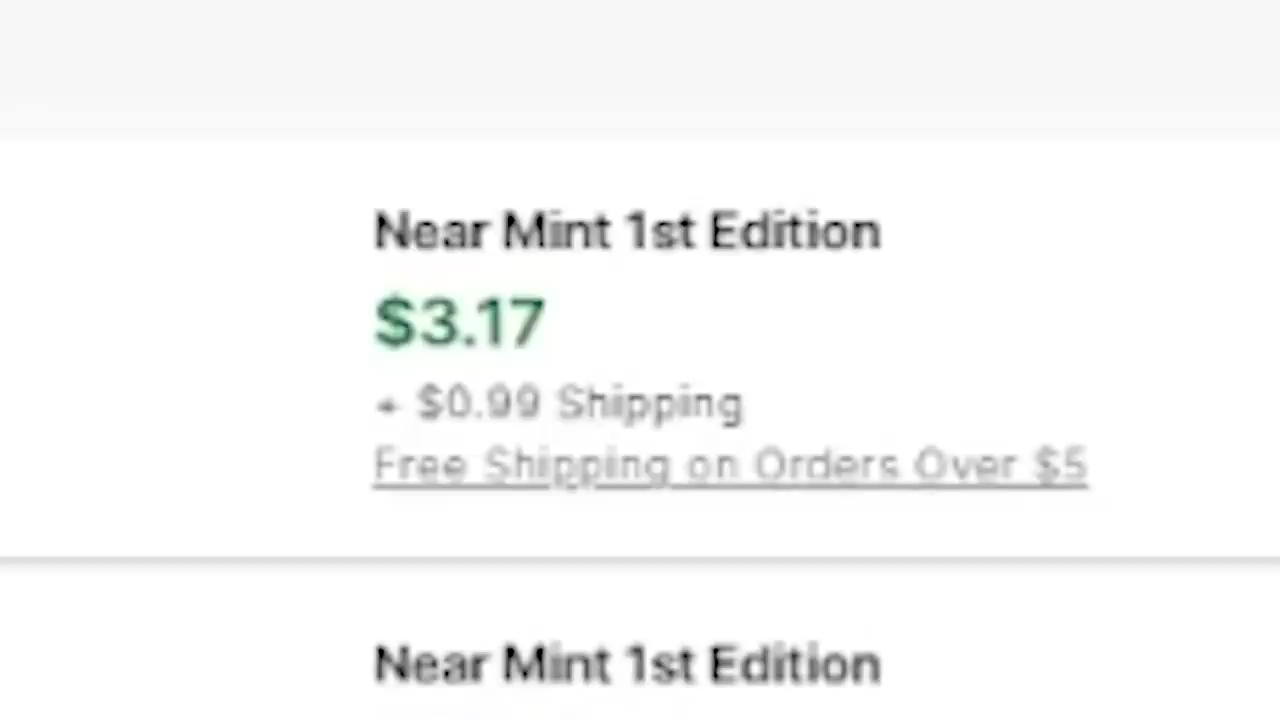 Near Mint 1st Edition
$3.17
+ $0.99 Shipping
Free Shipping on Orders Over $5
Near Mint 1st Edition